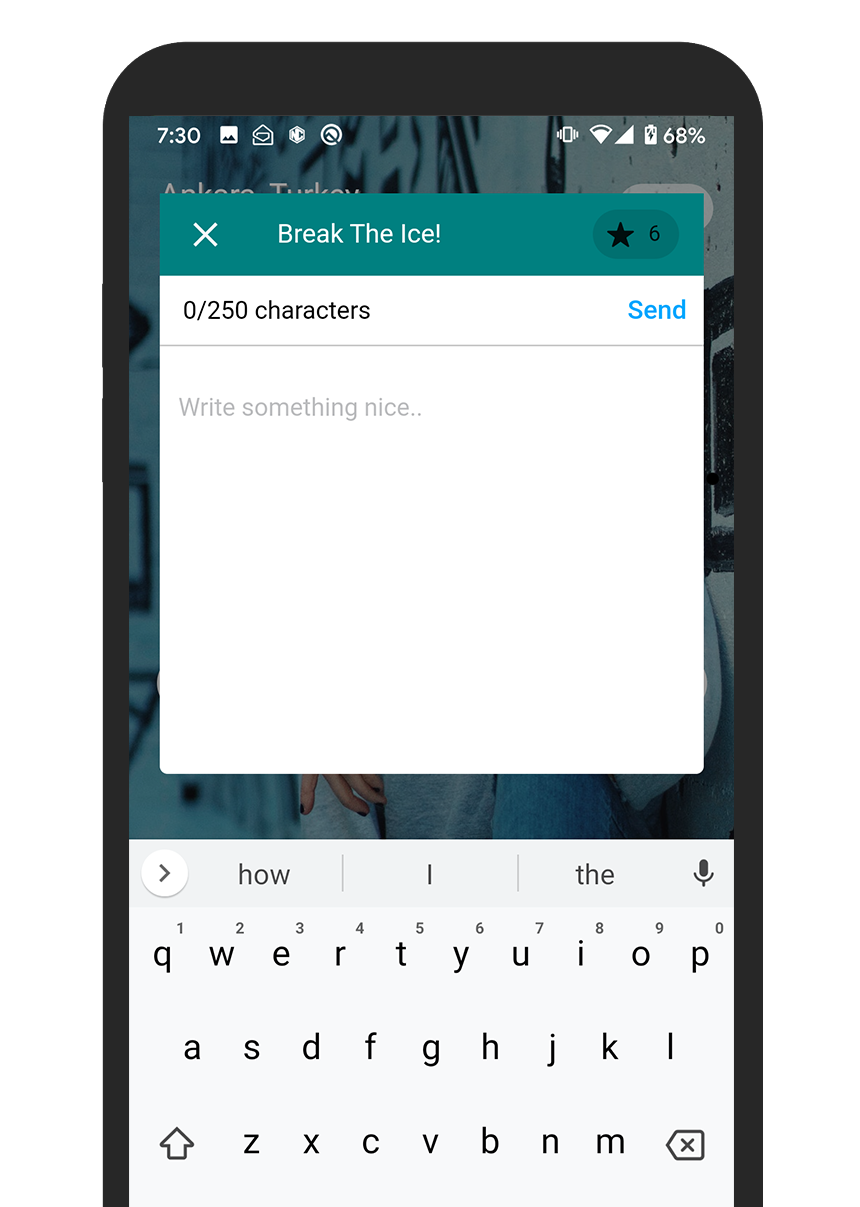 7:30 68%
Ankara, Turkey
Break The Ice! 6
0/250 characters Send
Write something nice..
how I the
1 2 3 4 5 6 7 8 9 0
q w e r t y u i o p
a s d f g h j k l
z x c v b n m